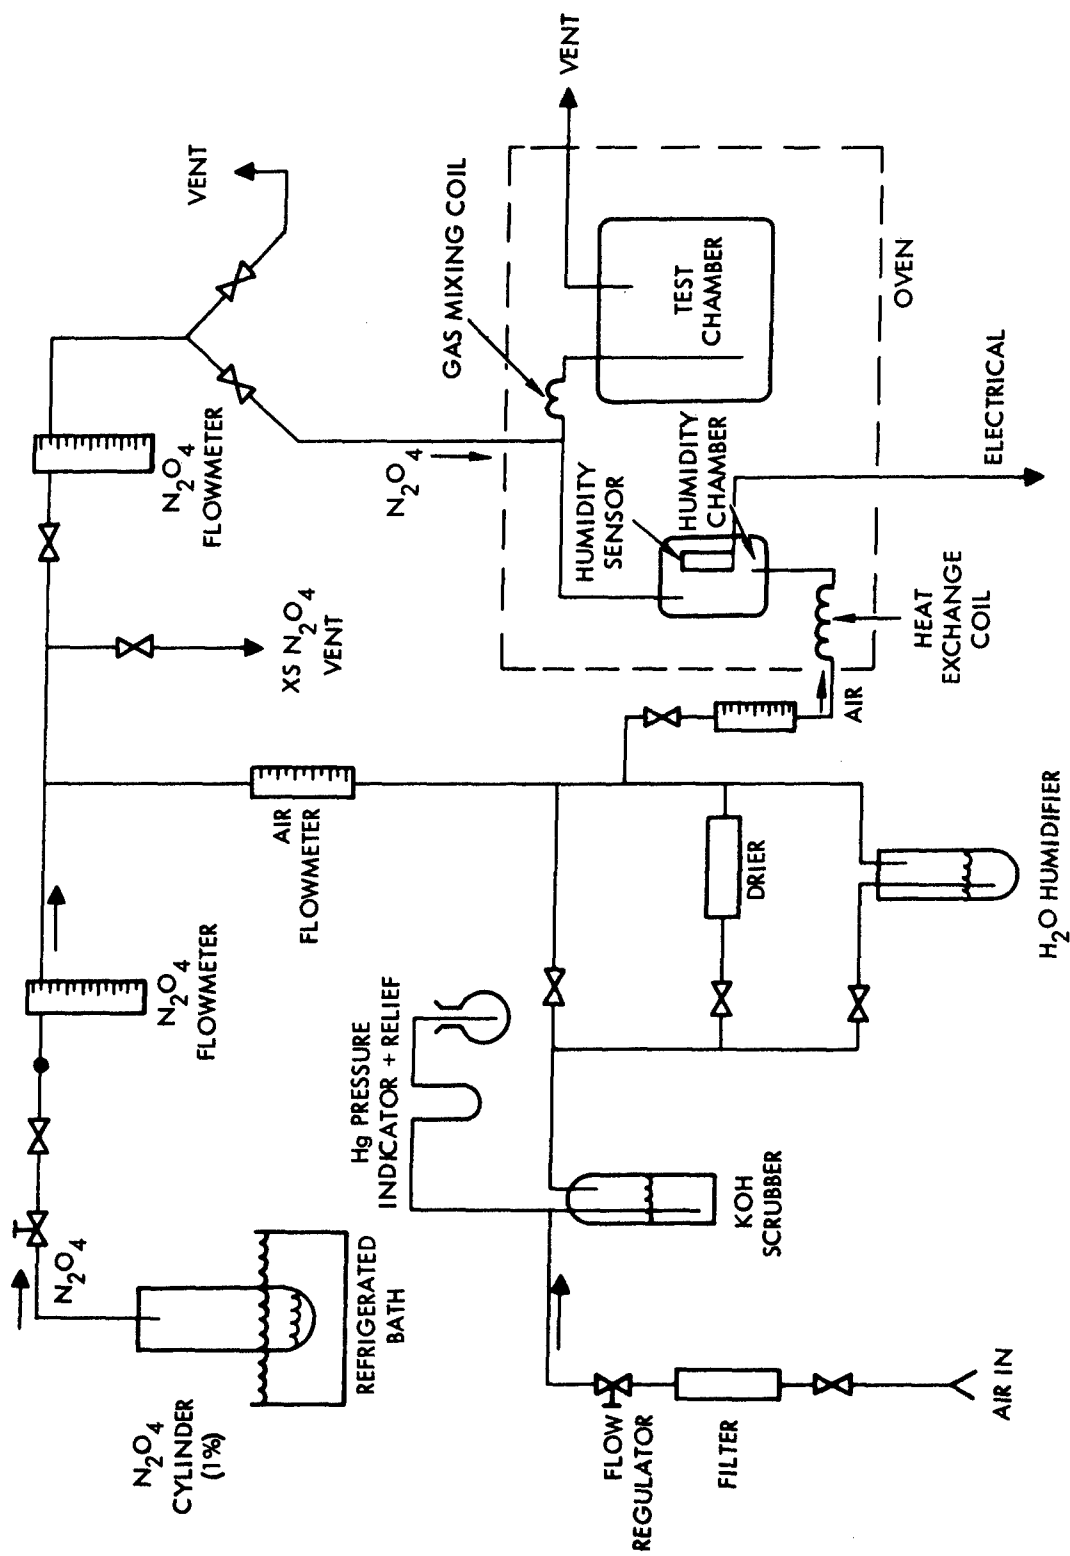 N2O4
CYLINDER
(1%)
N2O4
REFRIGERATED
BATH
N2O4
FLOWMETER
AIR
FLOWMETER
XS N2O4
VENT
N2O4
FLOWMETER
VENT
N2O4
GAS MIXING COIL
VENT
Hg PRESSURE
INDICATOR + RELIEF
HUMIDITY
SENSOR
HUMIDITY
CHAMBER
TEST
CHAMBER
OVEN
ELECTRICAL
HEAT
EXCHANGE
COIL
AIR
DRIER
H2O HUMIDIFIER
KOH
SCRUBBER
FLOW
REGULATOR
FILTER
AIR IN